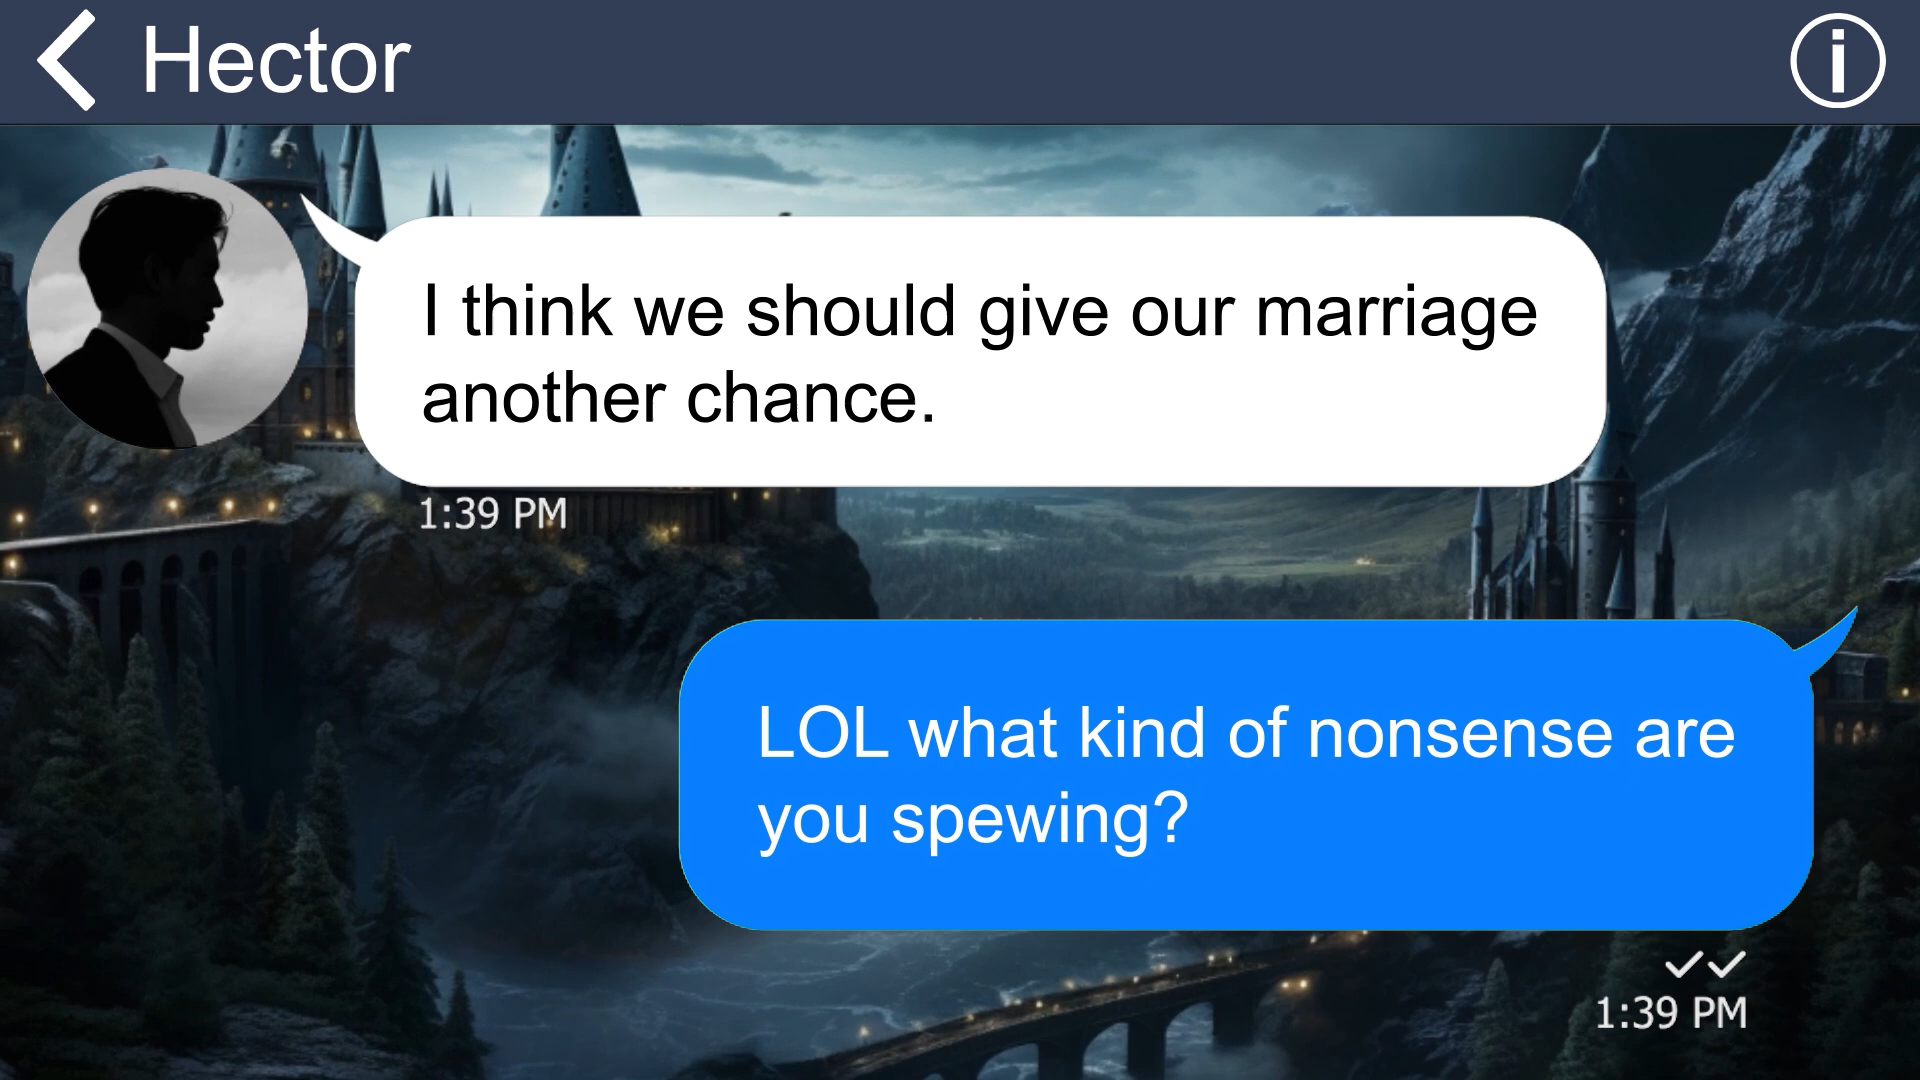 Hector
I think we should give our marriage
another chance.
1:39 PM
LOL what kind of nonsense are
you spewing?
1:39 PM